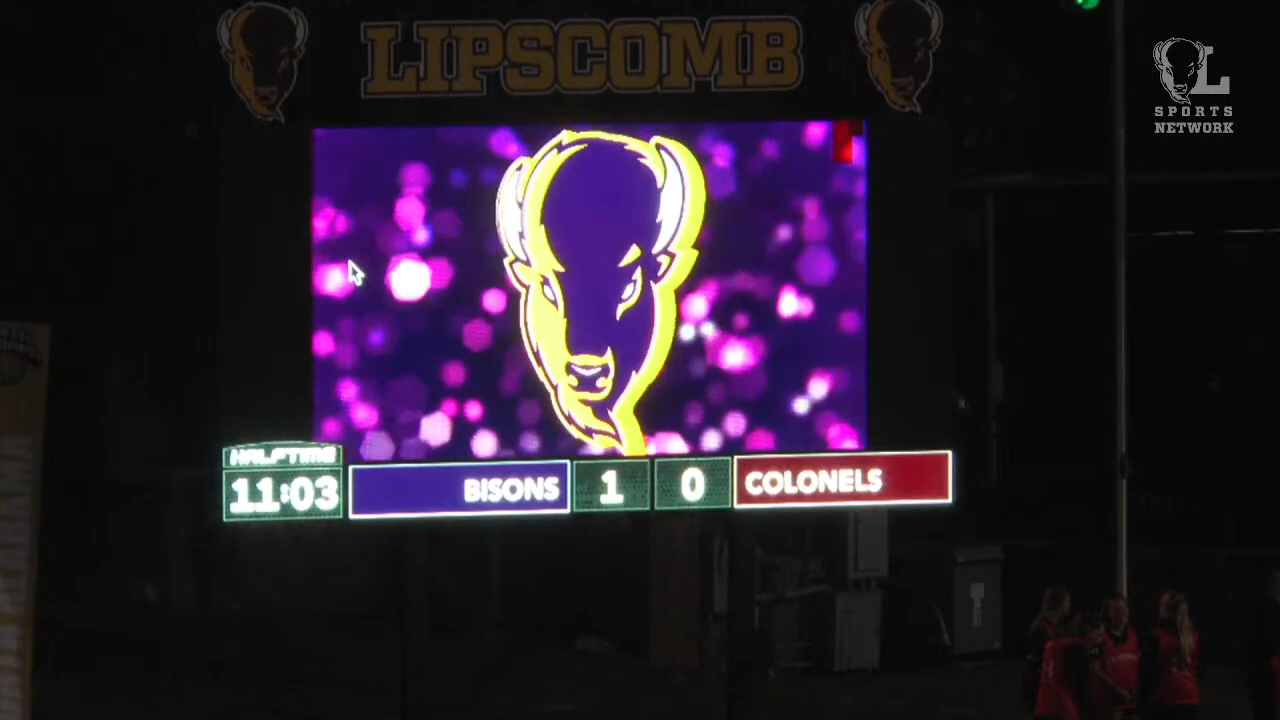 LIPSCOMB
L
SPORTS
NETWORK
HALFTIME
11:03
BISONS
1
0
COLONELS